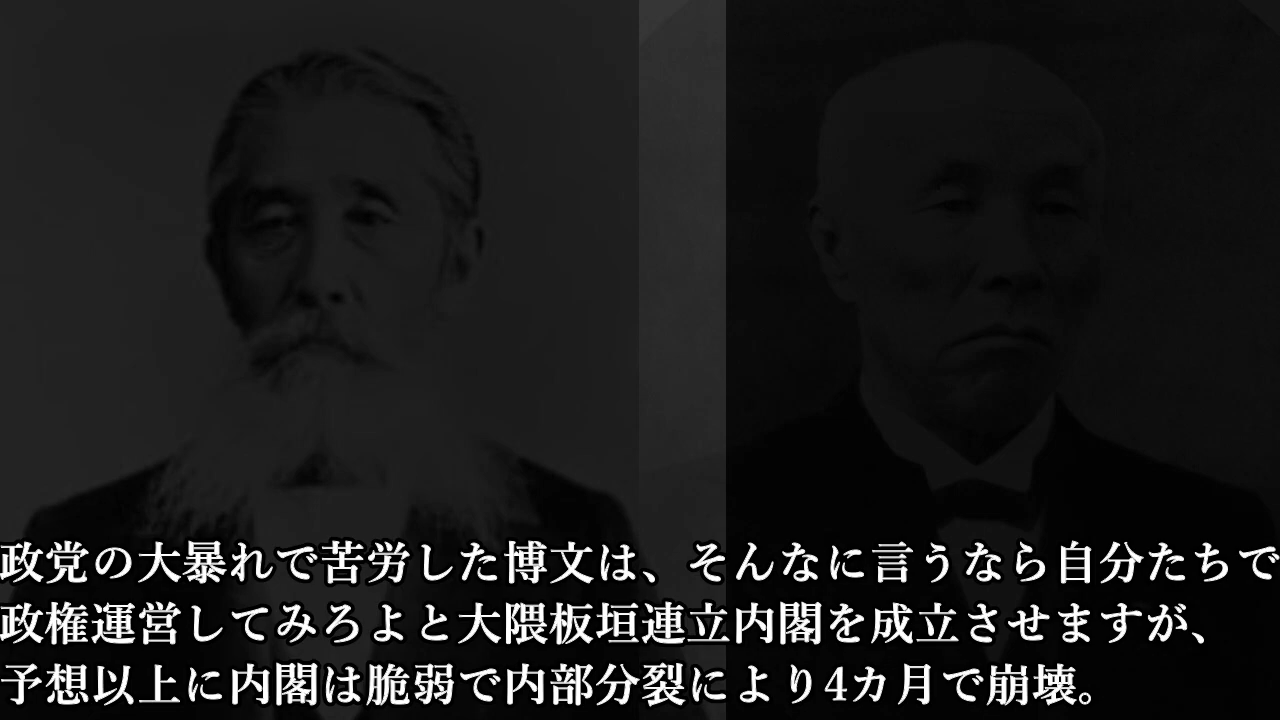 政党の大暴れで苦労した博文は、そんなに言うなら自分たちで
政権運営してみろよと大隈板垣連立内閣を成立させますが、
予想以上に内閣は脆弱で内部分裂により4カ月で崩壊。